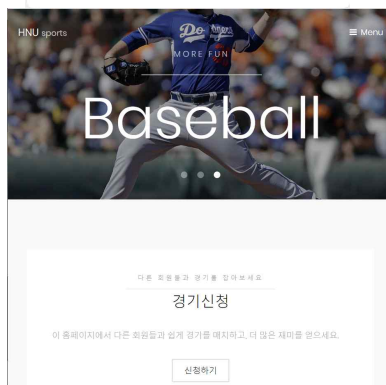 HNU sports
Menu
Dodgers
MORE FUN
Baseball
다른 회원들과 경기를 잡아보세요
경기신청
이 홈페이지에서 다른 회원들과 쉽게 경기를 매치하고, 더 많은 재미를 얻으세요.
신청하기